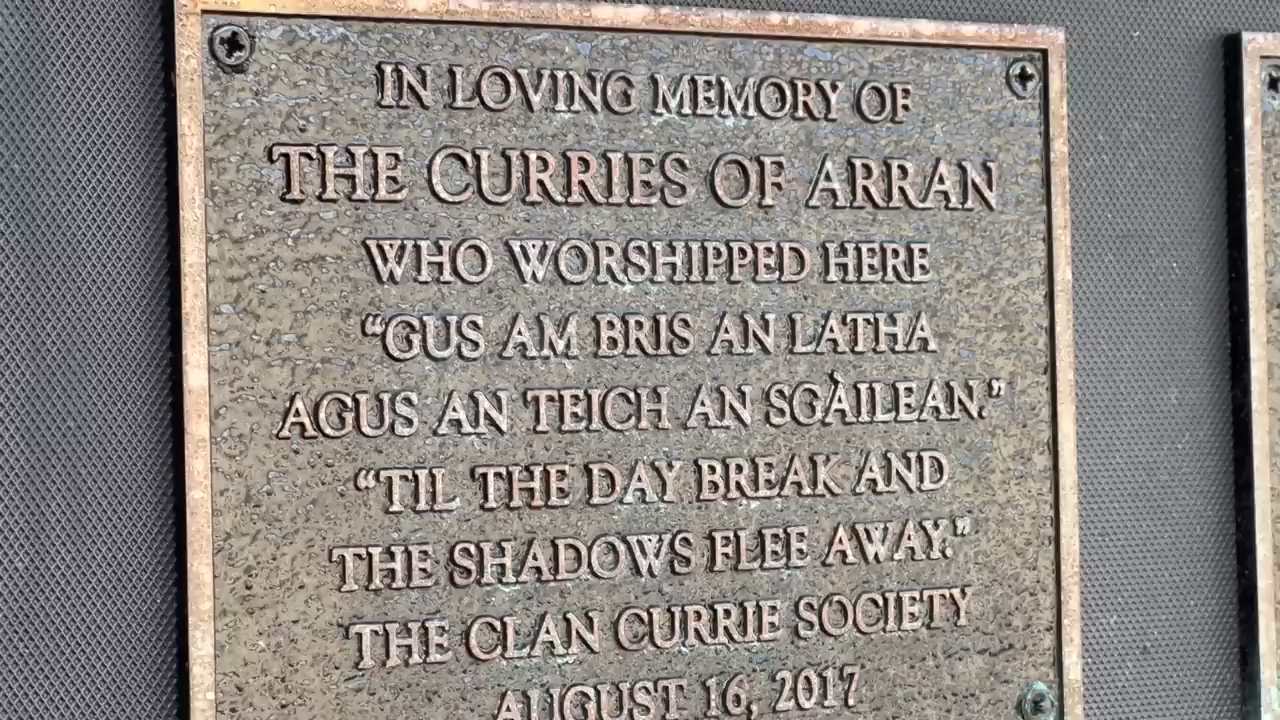 IN LOVING MEMORY OF
THE CURRIES OF ARRAN
WHO WORSHIPPED HERE
“GUS AM BRIS AN LATHA
AGUS AN TEICH AN SGÀILEAN.”
“TIL THE DAY BREAK AND
THE SHADOWS FLEE AWAY.”
THE CLAN CURRIE SOCIETY
AUGUST 16, 2017